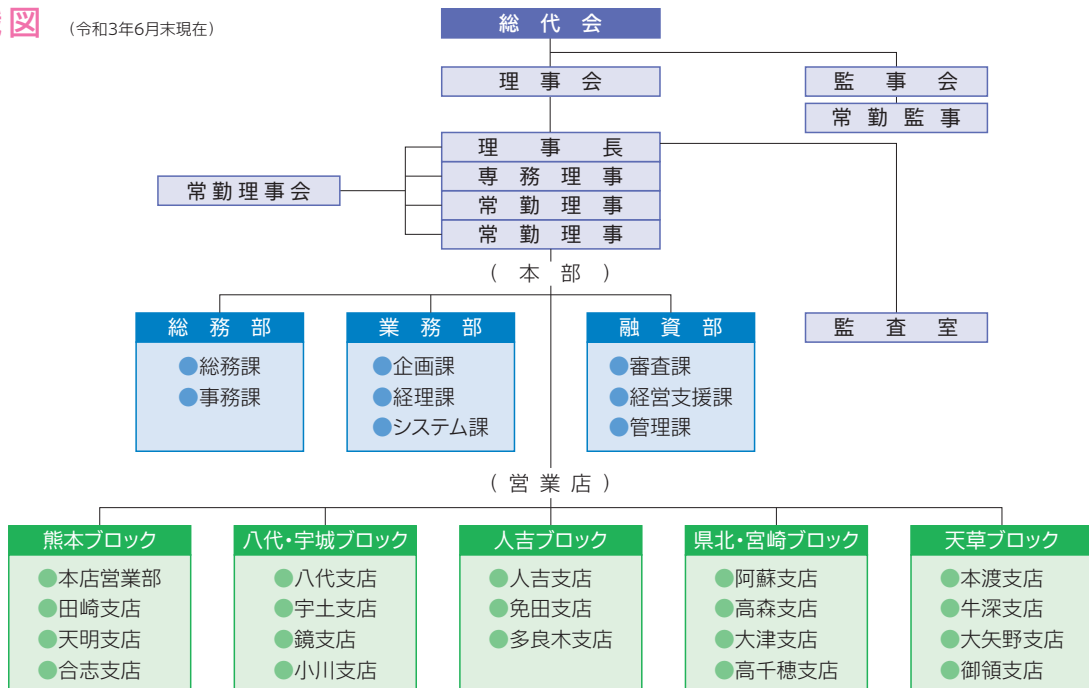 図 (令和3年6月末現在)
総代会
理事会
監事会
常勤監事
理事長
専務理事
常勤理事
常勤理事
常勤理事会
(本部)
総務部
●総務課
●事務課
業務部
●企画課
●経理課
●システム課
融資部
●審査課
●経営支援課
●管理課
監査室
(営業店)
熊本ブロック
●本店営業部
●田崎支店
●天明支店
●合志支店
八代・宇城ブロック
●八代支店
●宇土支店
●鏡支店
●小川支店
人吉ブロック
●人吉支店
●免田支店
●多良木支店
県北・宮崎ブロック
●阿蘇支店
●高森支店
●大津支店
●高千穂支店
天草ブロック
●本渡支店
●牛深支店
●大矢野支店
●御領支店